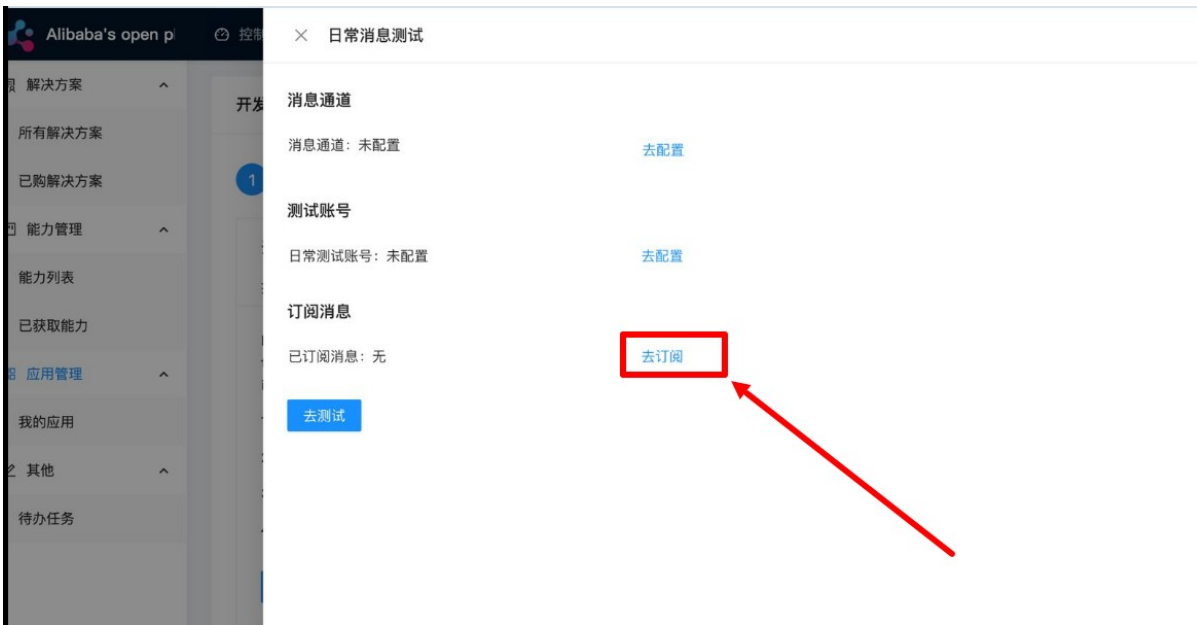 Alibaba's open pl
控制
解决方案
所有解决方案
已购解决方案
能力管理
能力列表
已获取能力
应用管理
我的应用
其他
待办任务
开发
1
日常消息测试
消息通道
消息通道：未配置 去配置
测试账号
日常测试账号：未配置 去配置
订阅消息
已订阅消息：无 去订阅
去测试